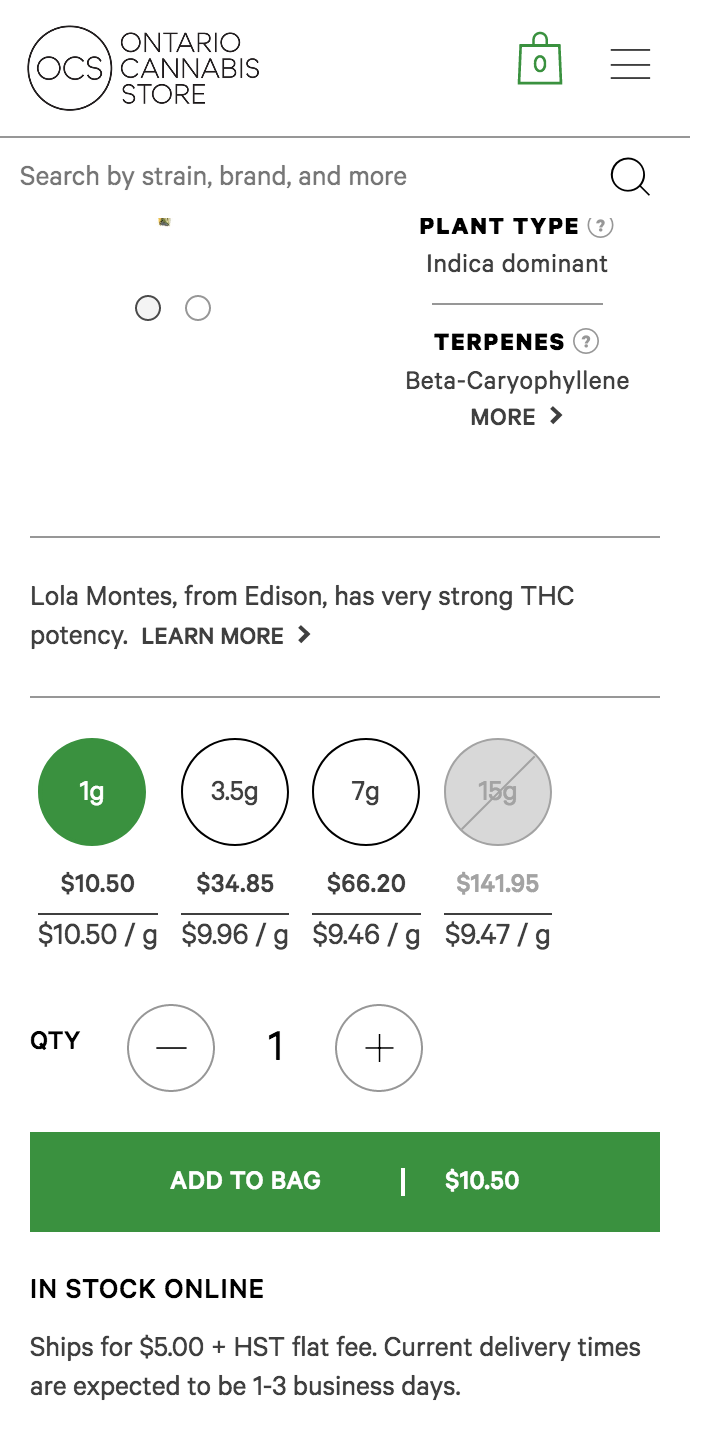 OCS
ONTARIO
CANNABIS
STORE
0
Search by strain, brand, and more
PLANT TYPE ?
Indica dominant
TERPENES ?
Beta-Caryophyllene
MORE
Lola Montes, from Edison, has very strong THC
potency. LEARN MORE
1g 3.5g 7g 15g
$10.50 $34.85 $66.20 $141.95
$10.50 / g $9.96 / g $9.46 / g $9.47 / g
QTY 1
ADD TO BAG | $10.50
IN STOCK ONLINE
Ships for $5.00 + HST flat fee. Current delivery times
are expected to be 1-3 business days.